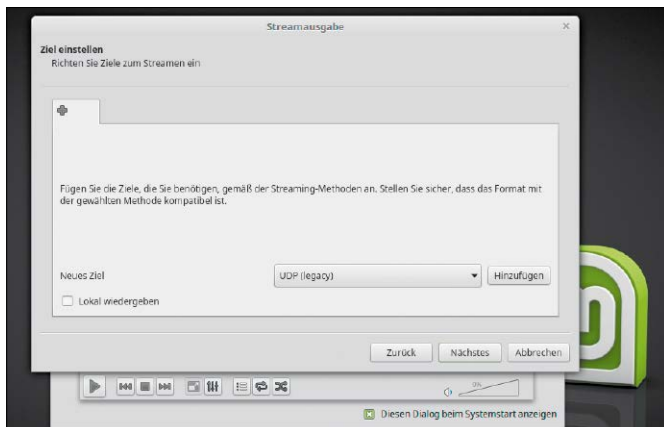 Streamausgabe
Ziel einstellen
Richten Sie Ziele zum Streamen ein
Fügen Sie die Ziele, die Sie benötigen, gemäß der Streaming-Methoden an. Stellen Sie sicher, dass das Format mit
der gewählten Methode kompatibel ist.
Neues Ziel
UDP (legacy)
Hinzufügen
Lokal wiedergeben
Zurück
Nächstes
Abbrechen
0%
Diesen Dialog beim Systemstart anzeigen